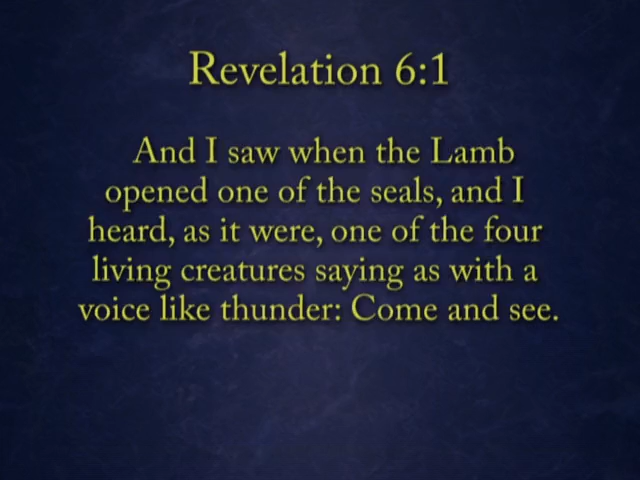 Revelation 6:1
And I saw when the Lamb
opened one of the seals, and I
heard, as it were, one of the four
living creatures saying as with a
voice like thunder: Come and see.